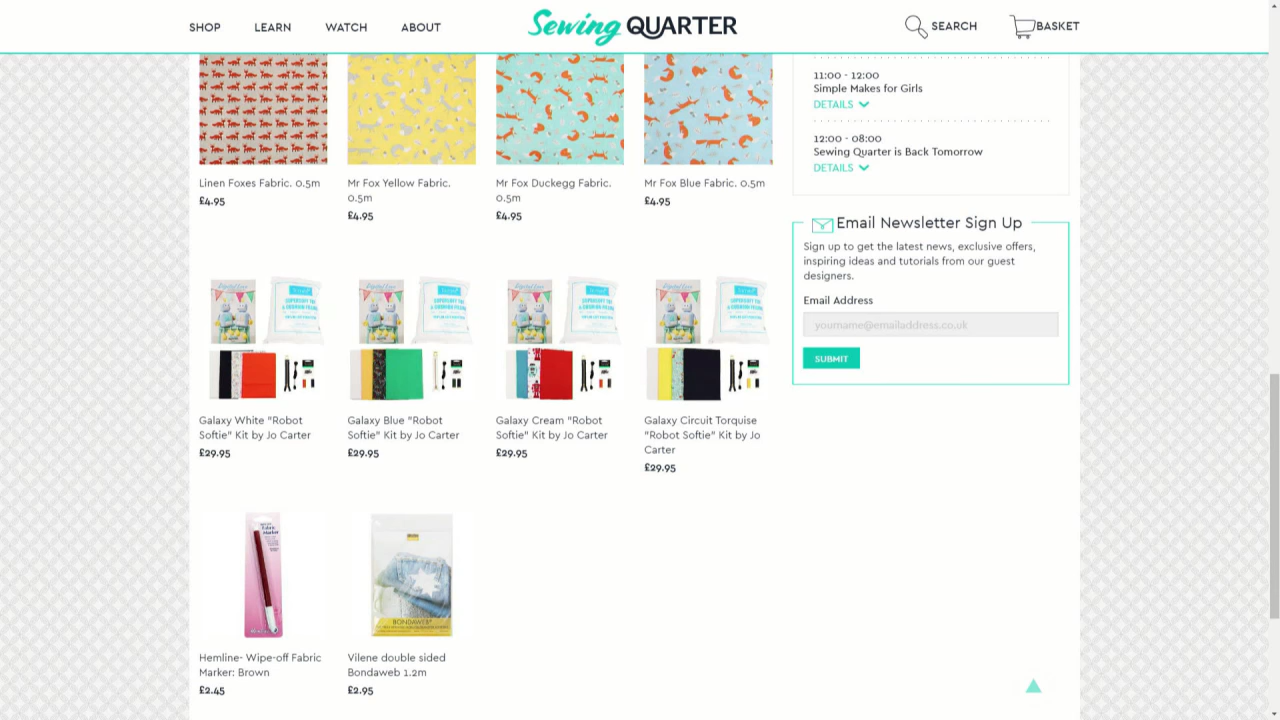 SHOP
LEARN
WATCH
ABOUT
Sewing QUARTER
SEARCH
BASKET
Linen Foxes Fabric. 0.5m
£4.95
Mr Fox Yellow Fabric.
0.5m
£4.95
Mr Fox Duckegg Fabric.
0.5m
£4.95
Mr Fox Blue Fabric. 0.5m
£4.95
Galaxy White "Robot
Softie" Kit by Jo Carter
£29.95
Galaxy Blue "Robot
Softie" Kit by Jo Carter
£29.95
Galaxy Cream "Robot
Softie" Kit by Jo Carter
£29.95
Galaxy Circuit Torquise
"Robot Softie" Kit by Jo
Carter
£29.95
Fabric
Marker
BONDAWEB
Hemline- Wipe-off Fabric
Marker: Brown
£2.45
Vilene double sided
Bondaweb 1.2m
£2.95
11:00 - 12:00
Simple Makes for Girls
DETAILS
12:00 - 08:00
Sewing Quarter is Back Tomorrow
DETAILS
Email Newsletter Sign Up
Sign up to get the latest news, exclusive offers,
inspiring ideas and tutorials from our guest
designers.
Email Address
yourname@emailaddress.co.uk
SUBMIT